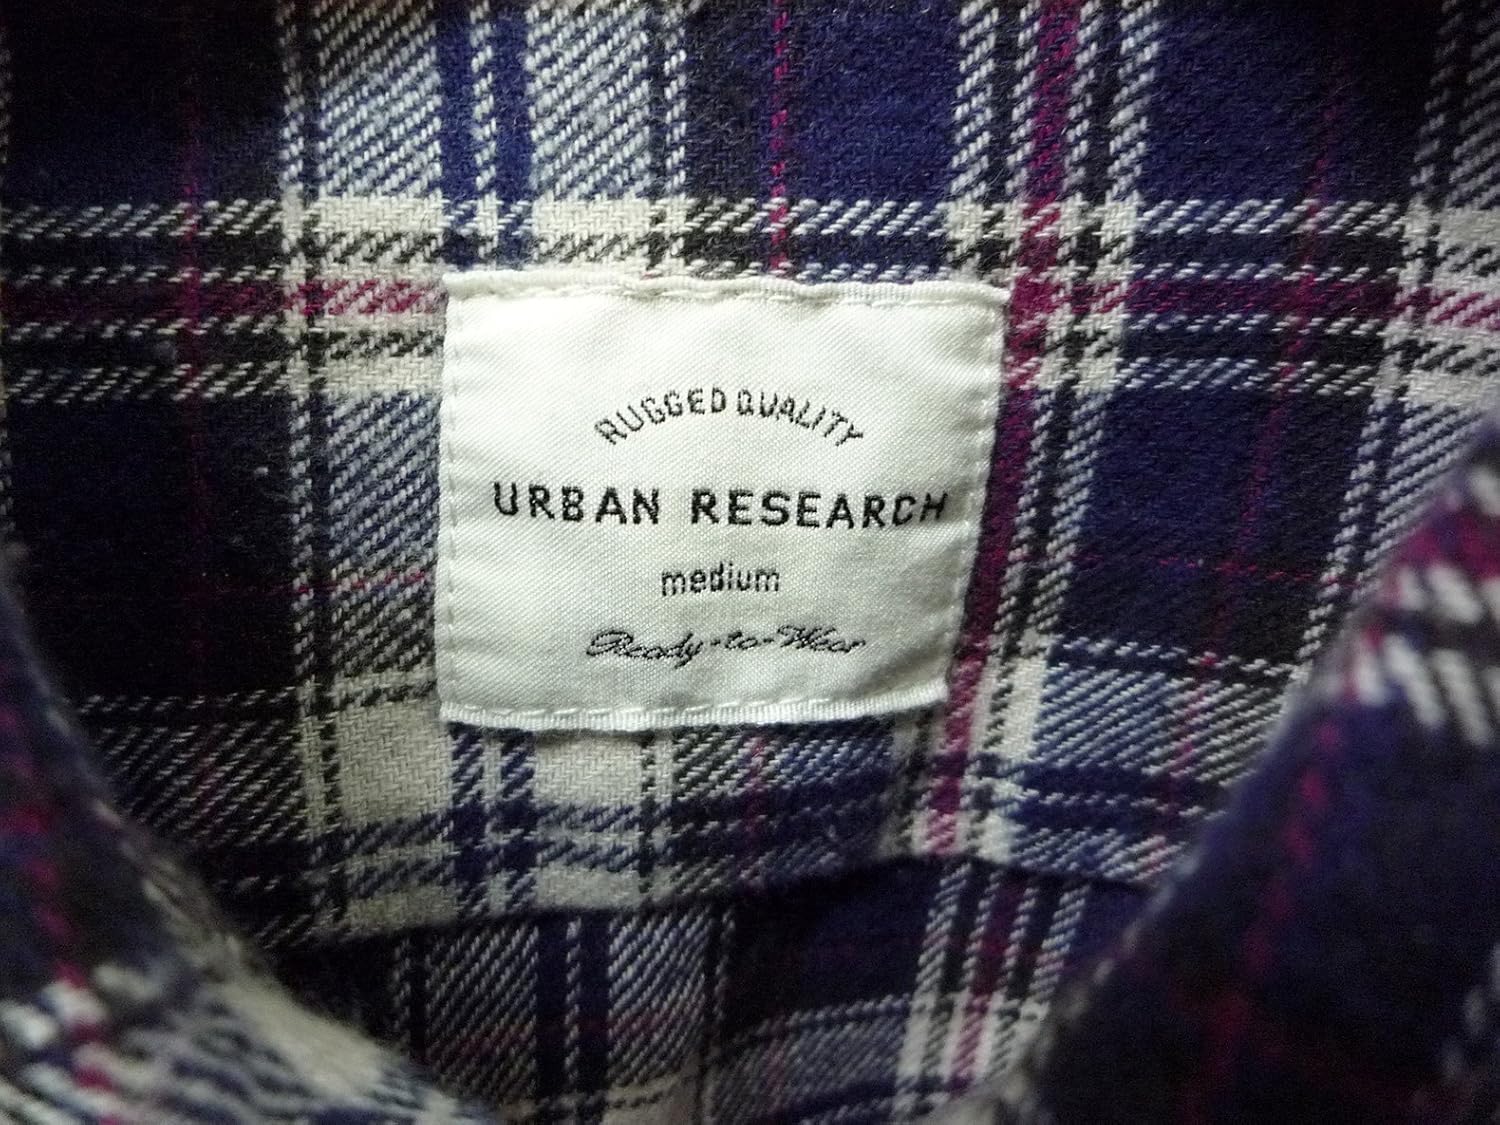 RUGGED QUALITY
URBAN RESEARCH
medium
Ready-to-Wear